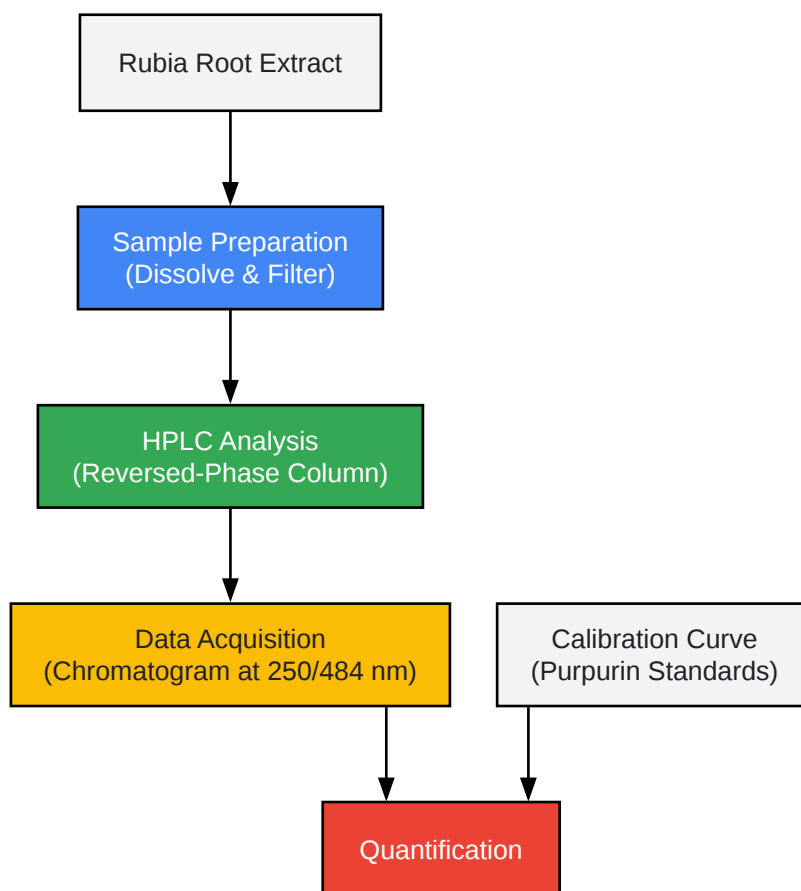 Rubia Root Extract
Sample Preparation
(Dissolve & Filter)
HPLC Analysis
(Reversed-Phase Column)
Data Acquisition
(Chromatogram at 250/484 nm)
Calibration Curve
(Purpurin Standards)
Quantification